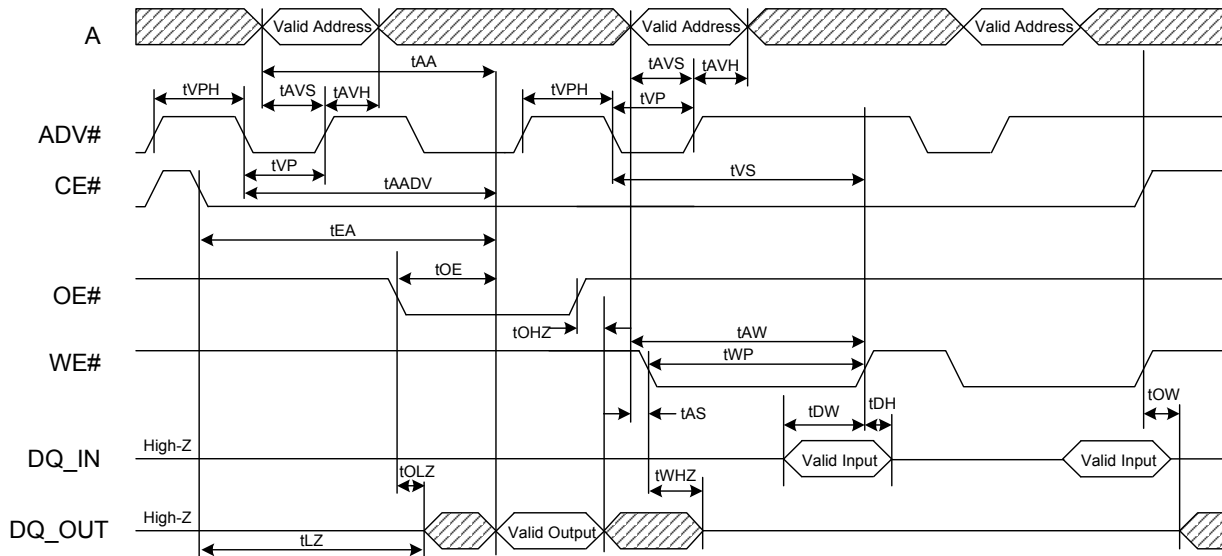 A
Valid Address
Valid Address
Valid Address
tAA
tAVS
tAVH
tVPH
tAVS
tAVH
tVPH
tVP
ADV#
tVP
CE#
tAADV
tVS
tEA
tOE
OE#
tOHZ
tAW
WE#
tWP
tAS
tDW
tDH
tOW
DQ_IN
High-Z
Valid Input
Valid Input
tOLZ
tWHZ
DQ_OUT
High-Z
Valid Output
tLZ